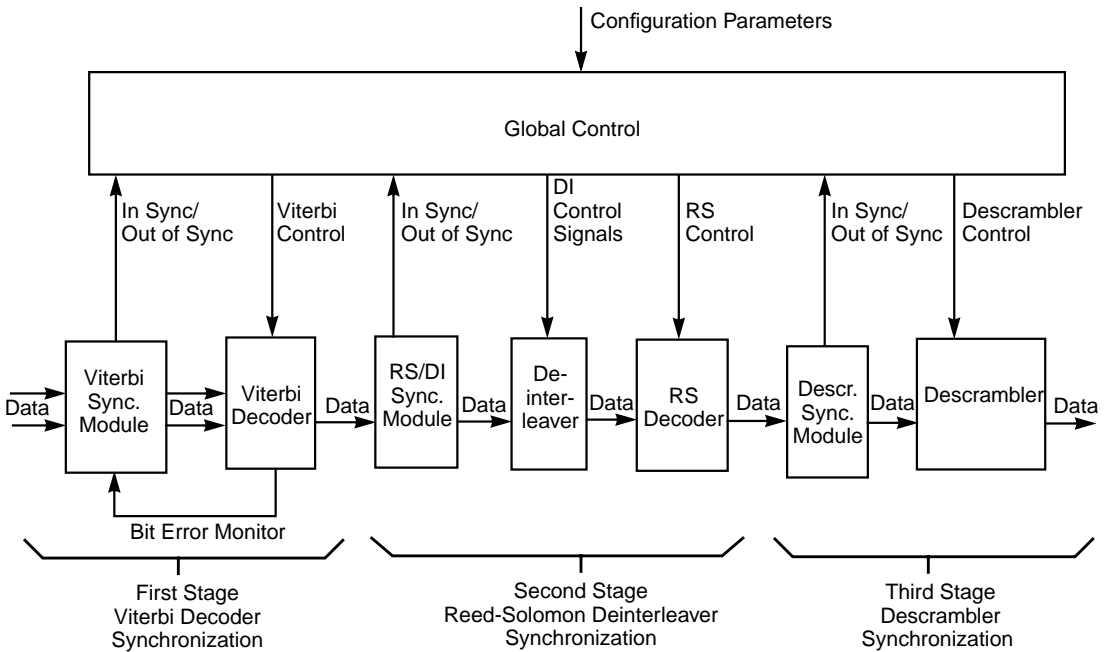 Configuration Parameters
Global Control
In Sync/
Out of Sync
Viterbi
Control
In Sync/
Out of Sync
DI
Control
Signals
RS
Control
In Sync/
Out of Sync
Descrambler
Control
Data
Viterbi
Sync.
Module
Data
Viterbi
Decoder
Data
RS/DI
Sync.
Module
Data
De-
inter-
leaver
Data
RS
Decoder
Data
Descr.
Sync.
Module
Data
Descrambler
Data
Bit Error Monitor
First Stage
Viterbi Decoder
Synchronization
Second Stage
Reed-Solomon Deinterleaver
Synchronization
Third Stage
Descrambler
Synchronization